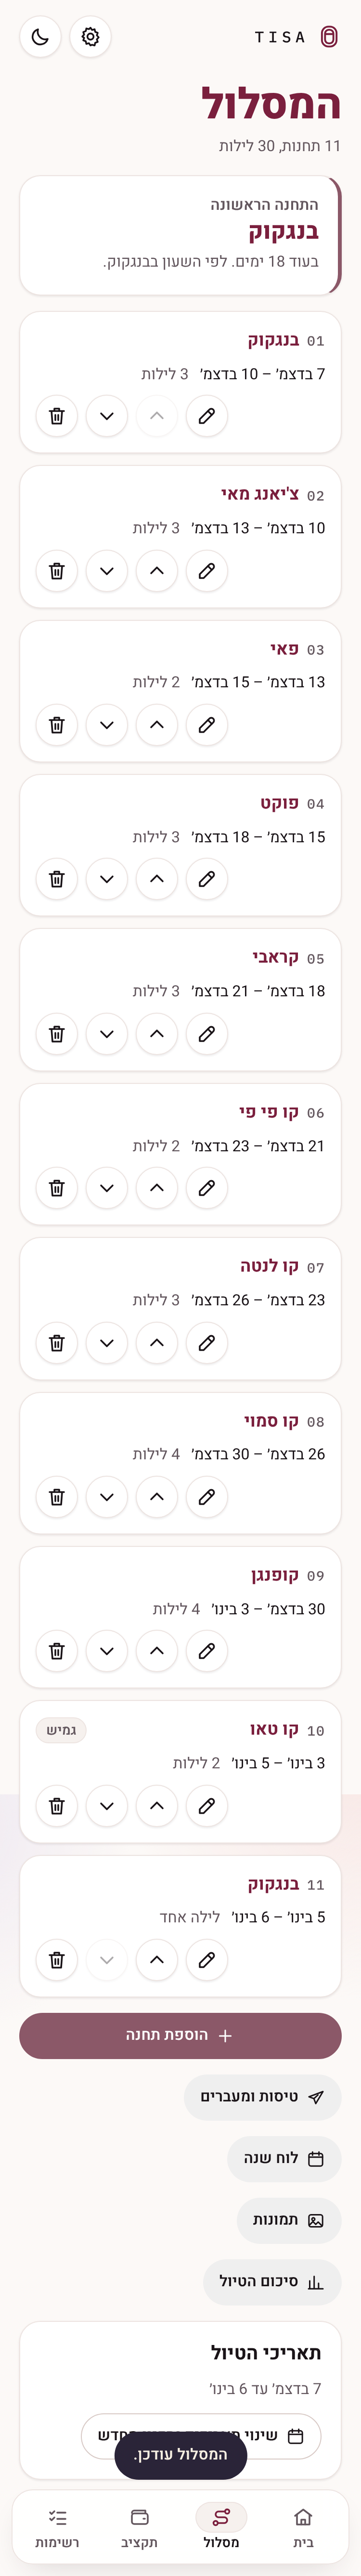 TISA
המסלול
11 תחנות, 30 לילות
התחנה הראשונה
בנגקוק
בעוד 18 ימים. לפי השעון בבנגקוק.
01 בנגקוק
7 בדצמ׳ – 10 בדצמ׳ 3 לילות
02 צ'יאנג מאי
10 בדצמ׳ – 13 בדצמ׳ 3 לילות
03 פאי
13 בדצמ׳ – 15 בדצמ׳ 2 לילות
04 פוקט
15 בדצמ׳ – 18 בדצמ׳ 3 לילות
05 קראבי
18 בדצמ׳ – 21 בדצמ׳ 3 לילות
06 קו פי פי
21 בדצמ׳ – 23 בדצמ׳ 2 לילות
07 קו לנטה
23 בדצמ׳ – 26 בדצמ׳ 3 לילות
08 קו סמוי
26 בדצמ׳ – 30 בדצמ׳ 4 לילות
09 קופנגן
30 בדצמ׳ – 3 בינו׳ 4 לילות
10 קו טאו גמיש
3 בינו׳ – 5 בינו׳ 2 לילות
11 בנגקוק
5 בינו׳ – 6 בינו׳ לילה אחד
הוספת תחנה
טיסות ומעברים
לוח שנה
תמונות
סיכום הטיול
תאריכי הטיול
7 בדצמ׳ עד 6 בינו׳
שינוי
המסלול עודכן.
בית
מסלול
תקציב
רשימות